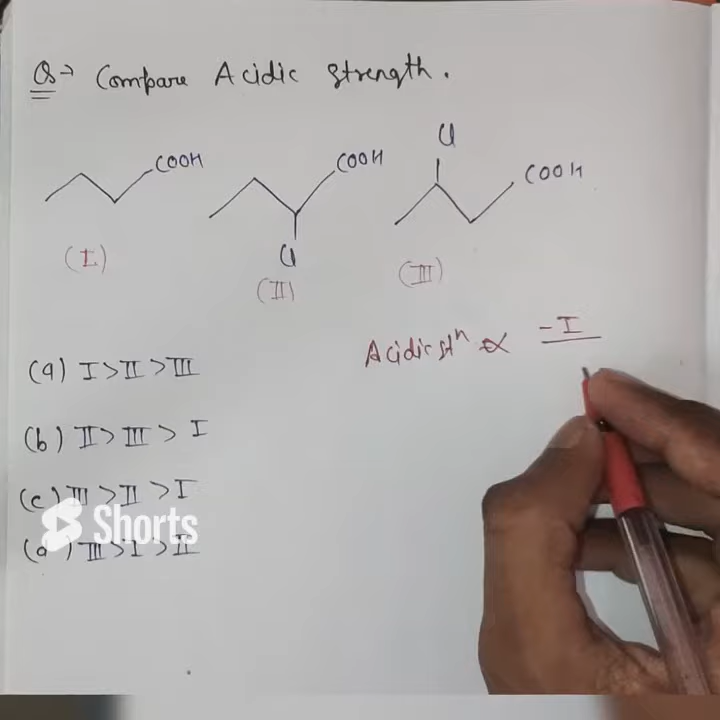 Q→ Compare Acidic Strength.
Cl
COOH COOH COOH
Cl
(I) (II) (III)
Acidic stⁿ ∝ -I
(a) I > II > III
(b) II > III > I
(c) III > II > I
Shorts
(d) III > I > II